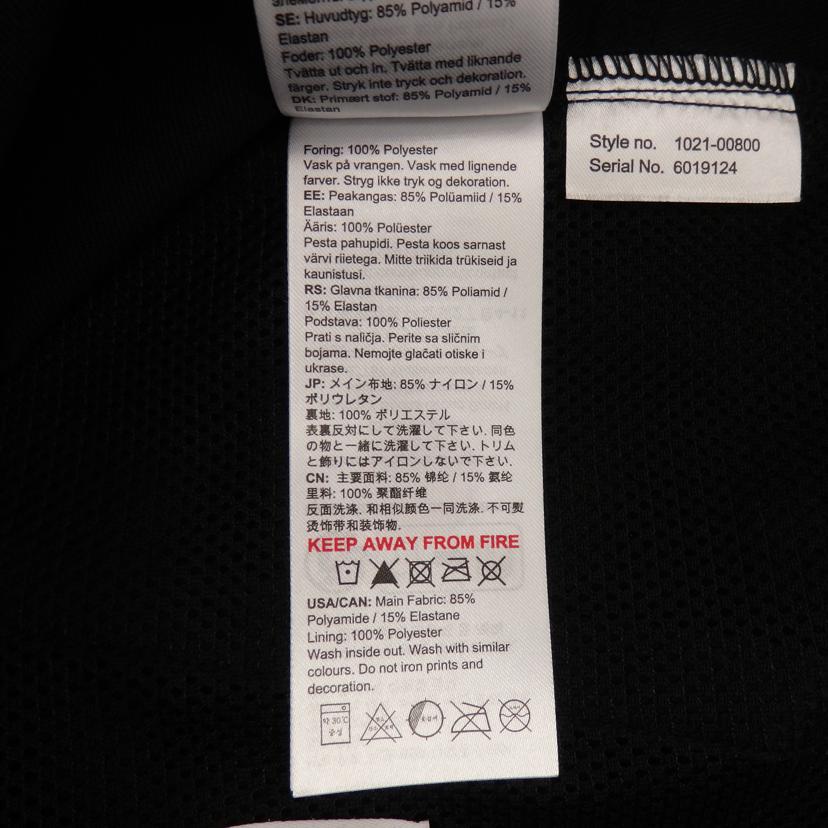 SE: Huvudtyg: 85% Polyamid / 15%
Elastan
Foder: 100% Polyester
Tvätta ut och in. Tvätta med liknande
färger. Stryk inte tryck och dekoration.
DK: Primært stof: 85% Polyamid / 15%
Elastan
Foring: 100% Polyester
Vask på vrangen. Vask med lignende
farver. Stryg ikke tryk og dekoration.
EE: Peakangas: 85% Polüamiid / 15%
Elastaan
Ääris: 100% Polüester
Pesta pahupidi. Pesta koos sarnast
värvi riietega. Mitte triikida trükiseid ja
kaunistusi.
RS: Glavna tkanina: 85% Poliamid /
15% Elastan
Podstava: 100% Poliester
Prati s naličja. Perite sa sličnim
bojama. Nemojte glačati otiske i
ukrase.
JP: メイン布地: 85% ナイロン / 15%
ポリウレタン
裏地: 100% ポリエステル
表裏反対にして洗濯して下さい. 同色
の物と一緒に洗濯して下さい. トリム
と飾りにはアイロンしないで下さい.
CN: 主要面料: 85% 锦纶 / 15% 氨纶
里料: 100% 聚酯纤维
反面洗涤. 和相似颜色一同洗涤. 不可熨
烫饰带和装饰物.
KEEP AWAY FROM FIRE
USA/CAN: Main Fabric: 85%
Polyamide / 15% Elastane
Lining: 100% Polyester
Wash inside out. Wash with similar
colours. Do not iron prints and
decoration.
약 30℃
중성
Style no. 1021-00800
Serial No. 6019124